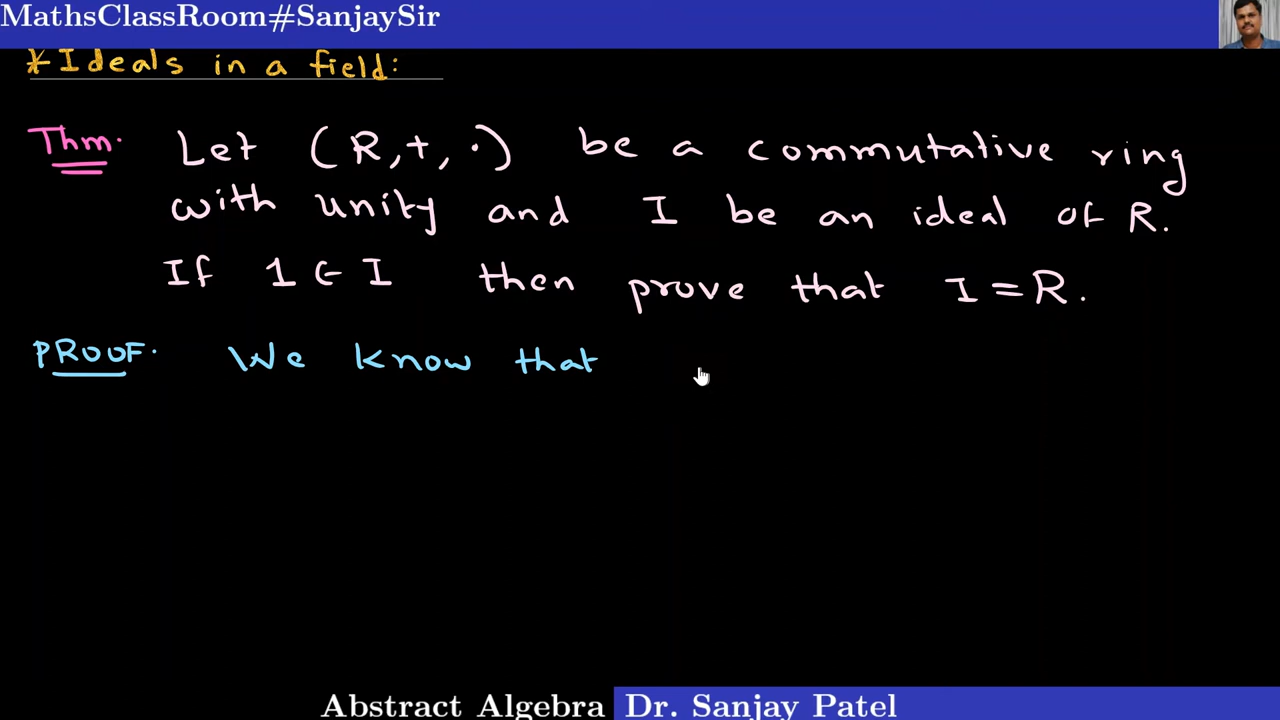 MathsClassRoom#SanjaySir
*Ideals in a field:
Thm. Let (R,+,·) be a commutative ring
with unity and I be an ideal of R.
If 1 ∈ I then prove that I = R.
PROOF. We know that
Abstract Algebra Dr. Sanjay Patel